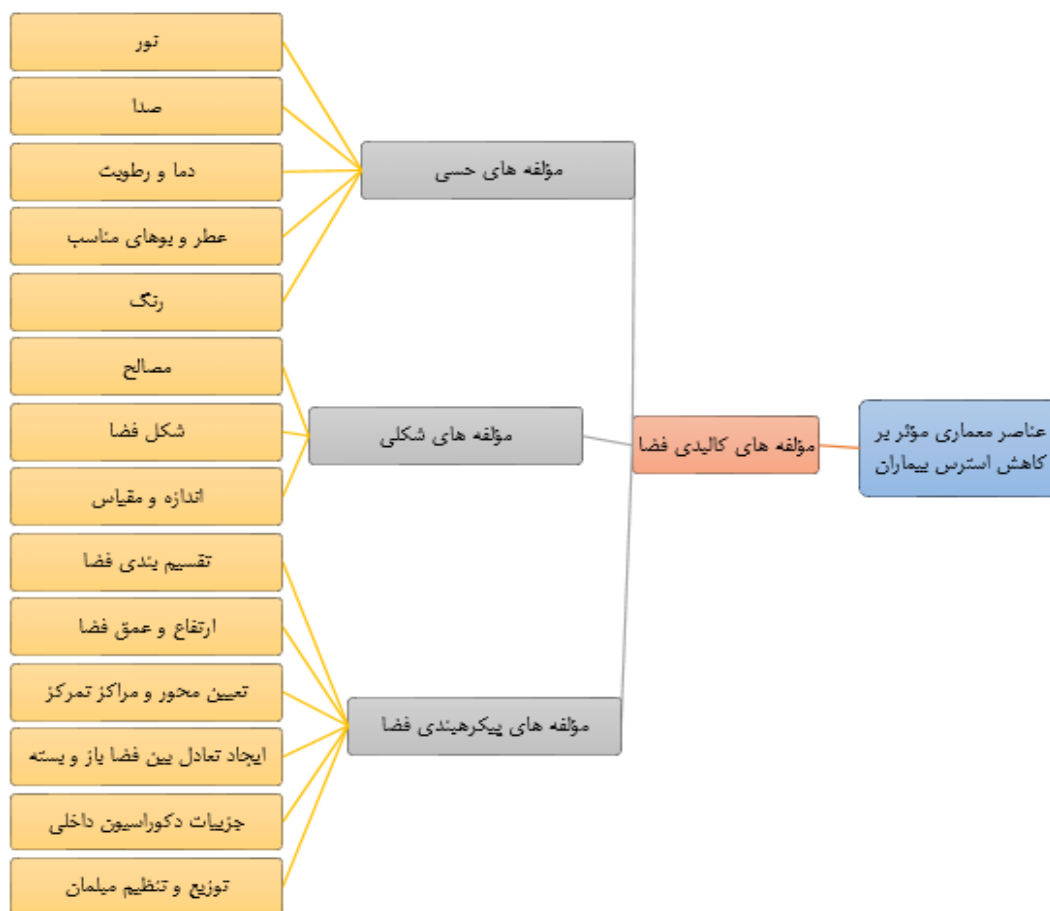 عناصر معماری مؤثر بر
کاهش استرس بیماران
مؤلفه های کالبدی فضا
مؤلفه های حسی
نور
صدا
دما و رطوبت
عطر و بوهای مناسب
رنگ
مؤلفه های شکلی
مصالح
شکل فضا
اندازه و مقیاس
مؤلفه های پیکرهبندی فضا
تقسیم بندی فضا
ارتفاع و عمق فضا
تعیین محور و مراکز تمرکز
ایجاد تعادل بین فضا باز و بسته
جزییات دکوراسیون داخلی
توزیع و تنظیم مبلمان